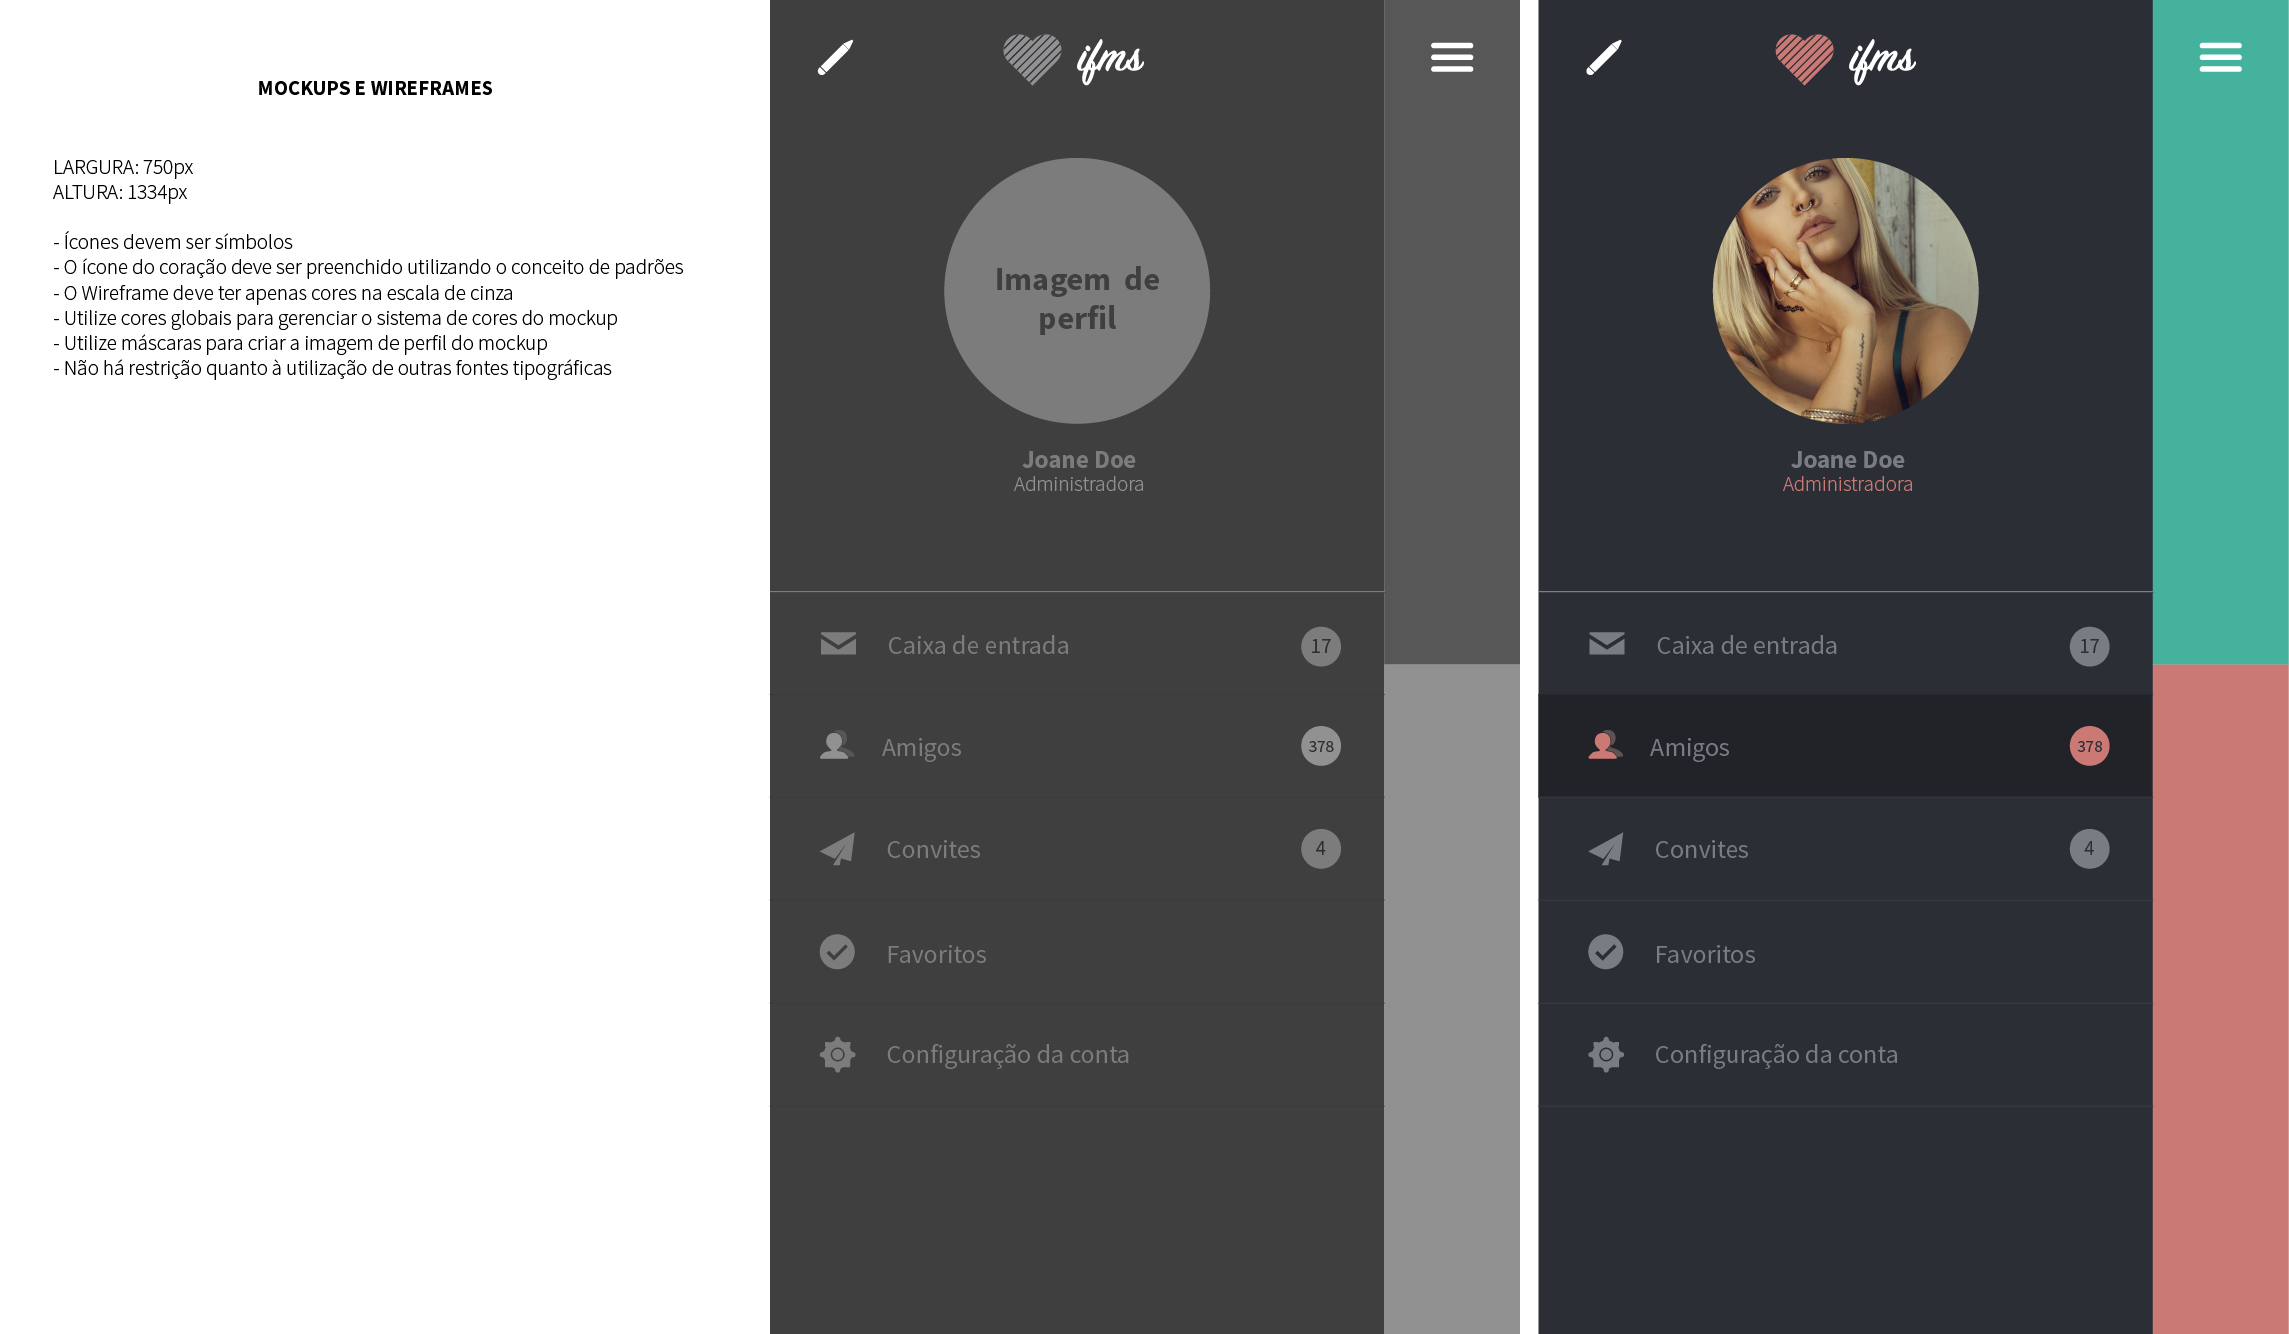 MOCKUPS E WIREFRAMES
LARGURA: 750px
ALTURA: 1334px
- Ícones devem ser símbolos
- O ícone do coração deve ser preenchido utilizando o conceito de padrões
- O Wireframe deve ter apenas cores na escala de cinza
- Utilize cores globais para gerenciar o sistema de cores do mockup
- Utilize máscaras para criar a imagem de perfil do mockup
- Não há restrição quanto à utilização de outras fontes tipográficas
ifms
Imagem de
perfil
Joane Doe
Administradora
Caixa de entrada 17
Amigos 378
Convites 4
Favoritos
Configuração da conta
ifms
Joane Doe
Administradora
Caixa de entrada 17
Amigos 378
Convites 4
Favoritos
Configuração da conta